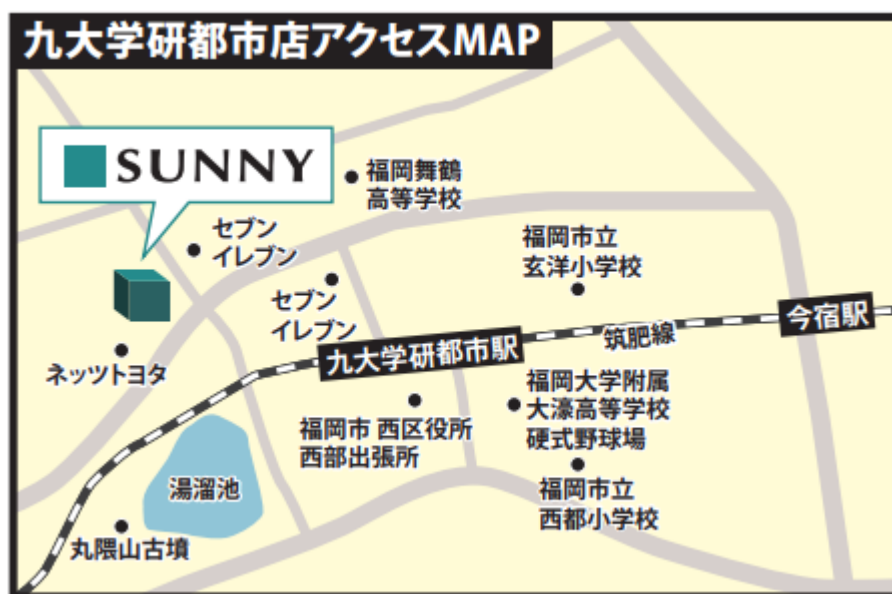 九大学研都市店アクセスMAP
SUNNY
福岡舞鶴
高等学校
セブン
イレブン
福岡市立
玄洋小学校
セブン
イレブン
今宿駅
筑肥線
九大学研都市駅
ネッツトヨタ
福岡大学附属
大濠高等学校
硬式野球場
福岡市 西区役所
西部出張所
湯溜池
福岡市立
西都小学校
丸隈山古墳